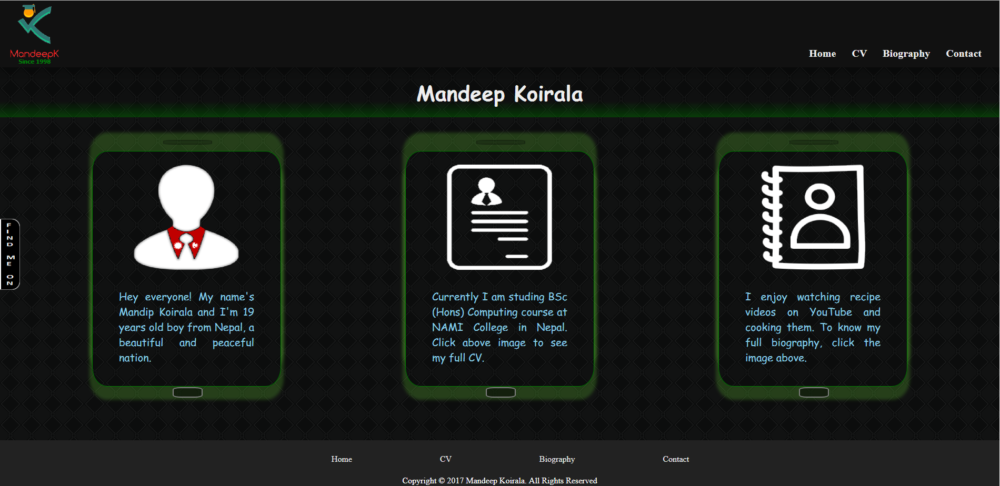 MandeepK
Since 1998
Home CV Biography Contact
Mandeep Koirala
FIND ME ON
Hey everyone! My name's
Mandip Koirala and I'm 19
years old boy from Nepal, a
beautiful and peaceful
nation.
Currently I am studing BSc
(Hons) Computing course at
NAMI College in Nepal.
Click above image to see
my full CV.
I enjoy watching recipe
videos on YouTube and
cooking them. To know my
full biography, click the
image above.
Home CV Biography Contact
Copyright © 2017 Mandeep Koirala. All Rights Reserved